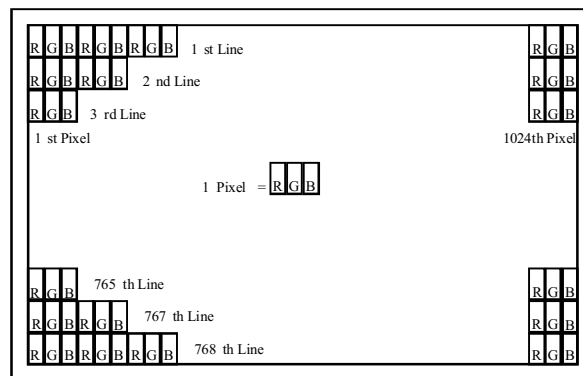 R G B R G B R G B 1 st Line R G B
R G B R G B 2 nd Line R G B
R G B 3 rd Line R G B
1 st Pixel 1024th Pixel
1 Pixel = R G B
R G B 765 th Line R G B
R G B R G B 767 th Line R G B
R G B R G B R G B 768 th Line R G B